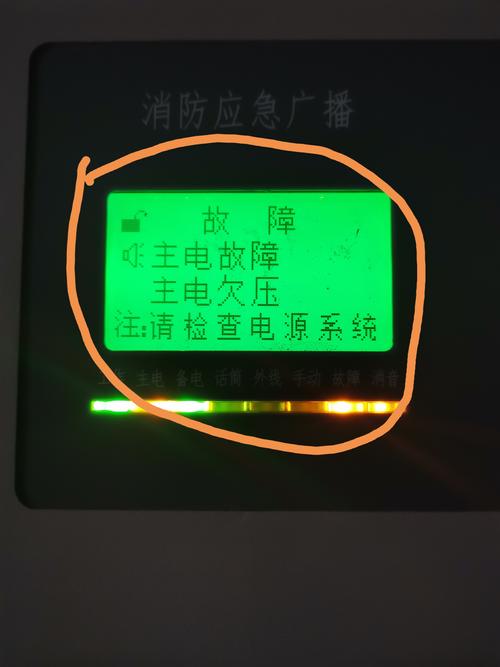 消防应急广播
故 障
主电故障
主电欠压
注:请检查电源系统
工作 主电 备电 话筒 外线 手动 故障 消音